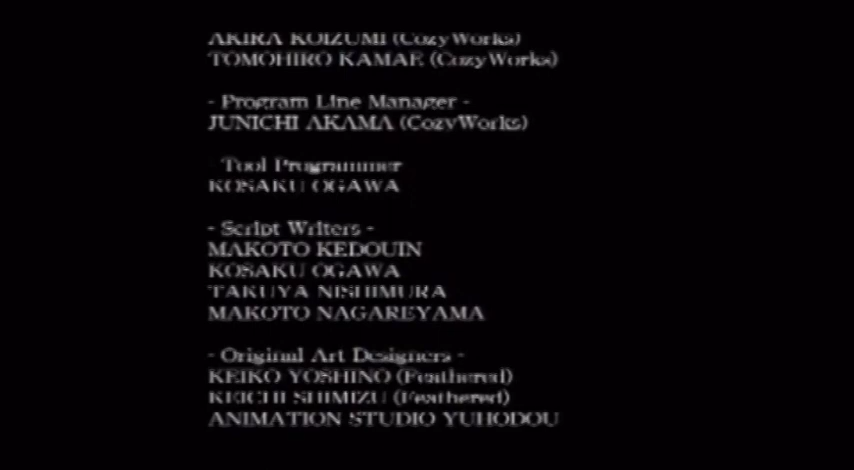 AKIRA KOIZUMI (CozyWorks)
TOMOHIRO KAMAE (CozyWorks)
- Program Line Manager -
JUNICHI AKAMA (CozyWorks)
- Tool Programmer
KOSAKU OGAWA
- Script Writers -
MAKOTO KEDOUIN
KOSAKU OGAWA
TAKUYA NISHIMURA
MAKOTO NAGAREYAMA
- Original Art Designers -
KEIKO YOSHINO (Feathered)
KEICHI SHIMIZU (Feathered)
ANIMATION STUDIO YUHODOU